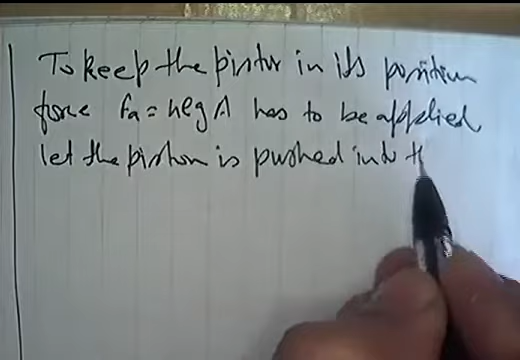 To keep the piston in its position
force Fa = hρgA has to be applied
let the piston is pushed into t